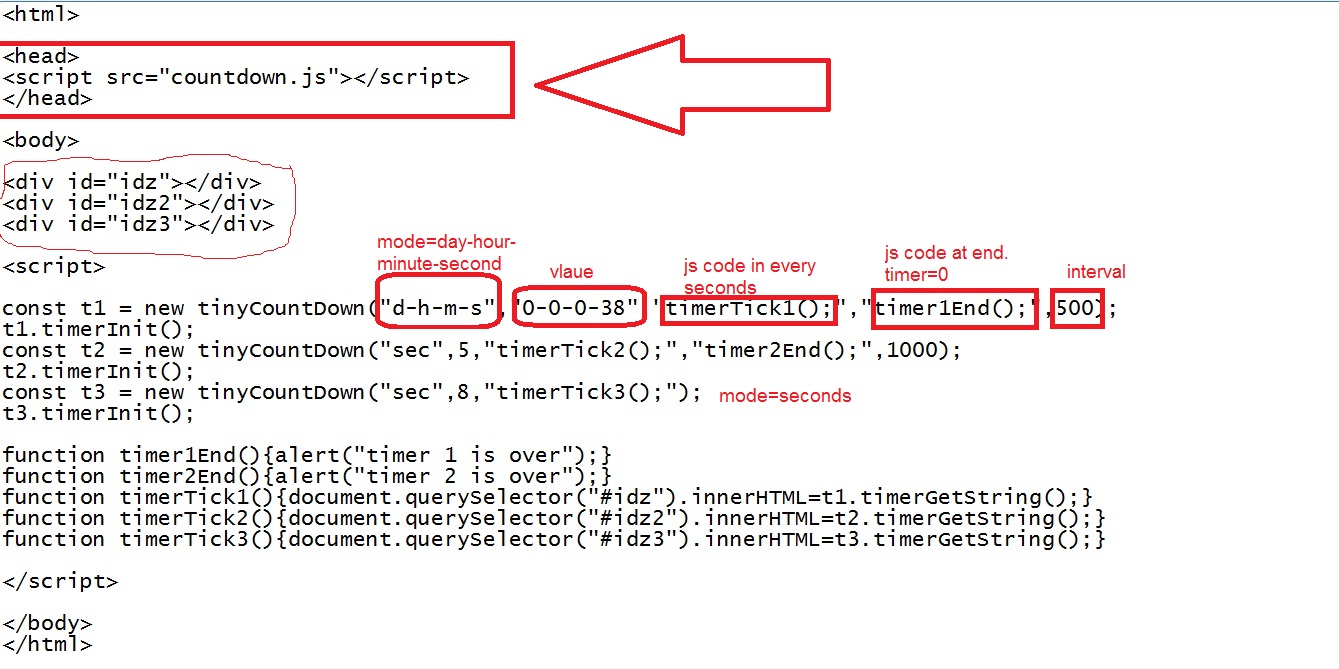 <html>
<head>
<script src="countdown.js"></script>
</head>
<body>
<div id="idz"></div>
<div id="idz2"></div>
<div id="idz3"></div>
mode=day-hour-
minute-second
vlaue
js code in every
seconds
js code at end.
timer=0
interval
<script>
const t1 = new tinyCountDown("d-h-m-s","0-0-0-38","timerTick1();","timer1End();",500);
t1.timerInit();
const t2 = new tinyCountDown("sec",5,"timerTick2();","timer2End();",1000);
t2.timerInit();
const t3 = new tinyCountDown("sec",8,"timerTick3();"); mode=seconds
t3.timerInit();
function timer1End(){alert("timer 1 is over");}
function timer2End(){alert("timer 2 is over");}
function timerTick1(){document.querySelector("#idz").innerHTML=t1.timerGetString();}
function timerTick2(){document.querySelector("#idz2").innerHTML=t2.timerGetString();}
function timerTick3(){document.querySelector("#idz3").innerHTML=t3.timerGetString();}
</script>
</body>
</html>